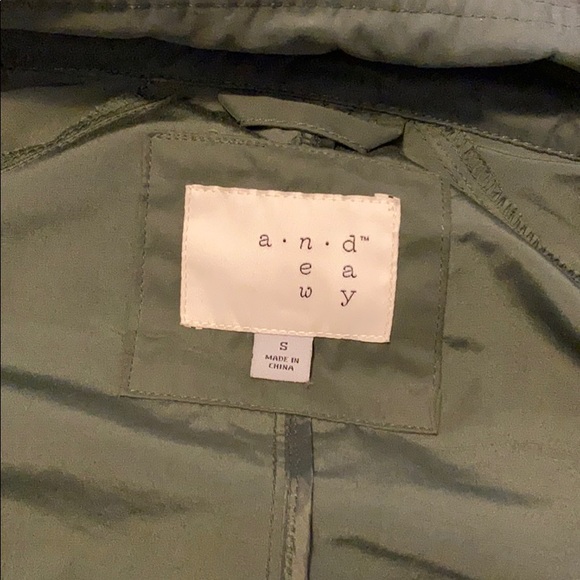 a · n · d™
e a
w y
S
MADE IN
CHINA